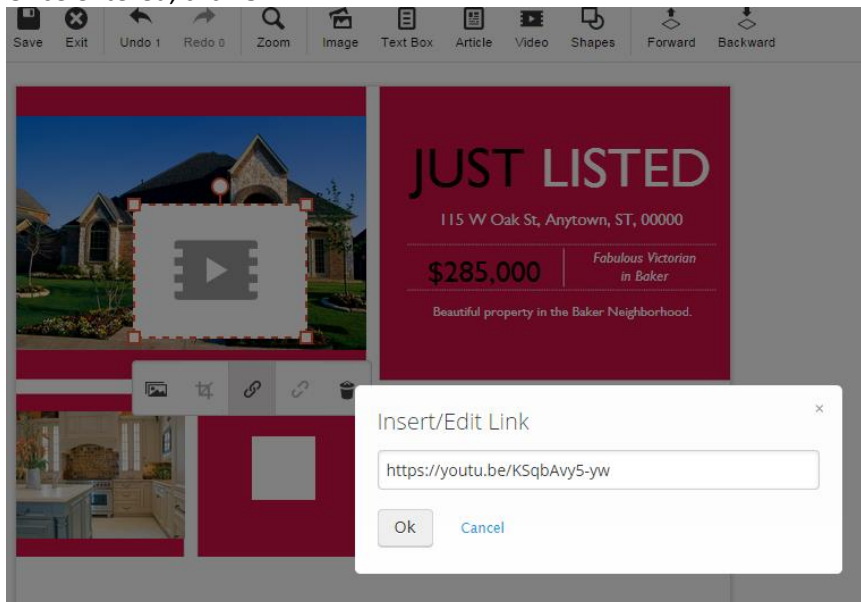 Save Exit Undo 1 Redo 0 Zoom Image Text Box Article Video Shapes Forward Backward
JUST LISTED
115 W Oak St, Anytown, ST, 00000
$285,000
Fabulous Victorian
in Baker
Beautiful property in the Baker Neighborhood.
Insert/Edit Link
×
https://youtu.be/KSqbAvy5-yw
Ok Cancel